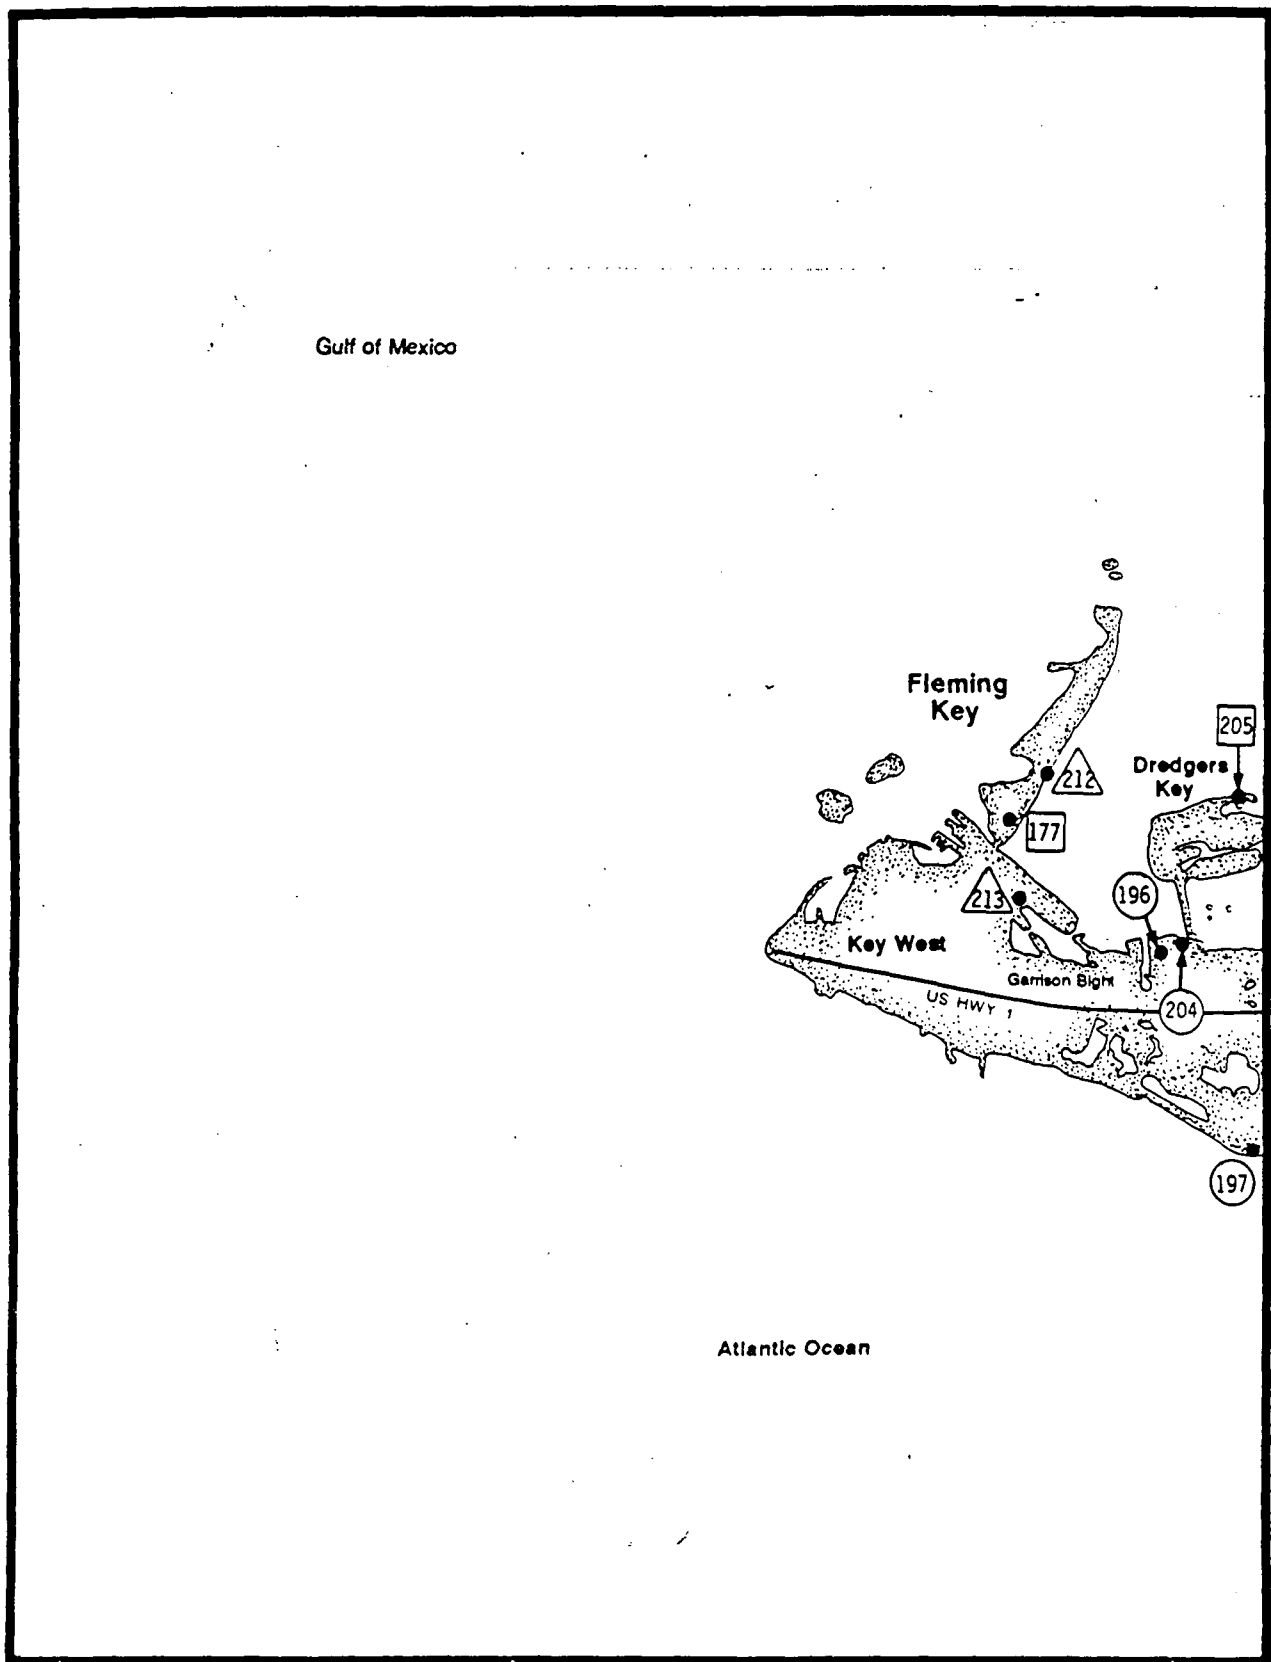 Gulf of Mexico
Fleming
Key
205
Dredgers
Key
212
177
213
196
Key West
Garrison Bight
US HWY 1
204
197
Atlantic Ocean